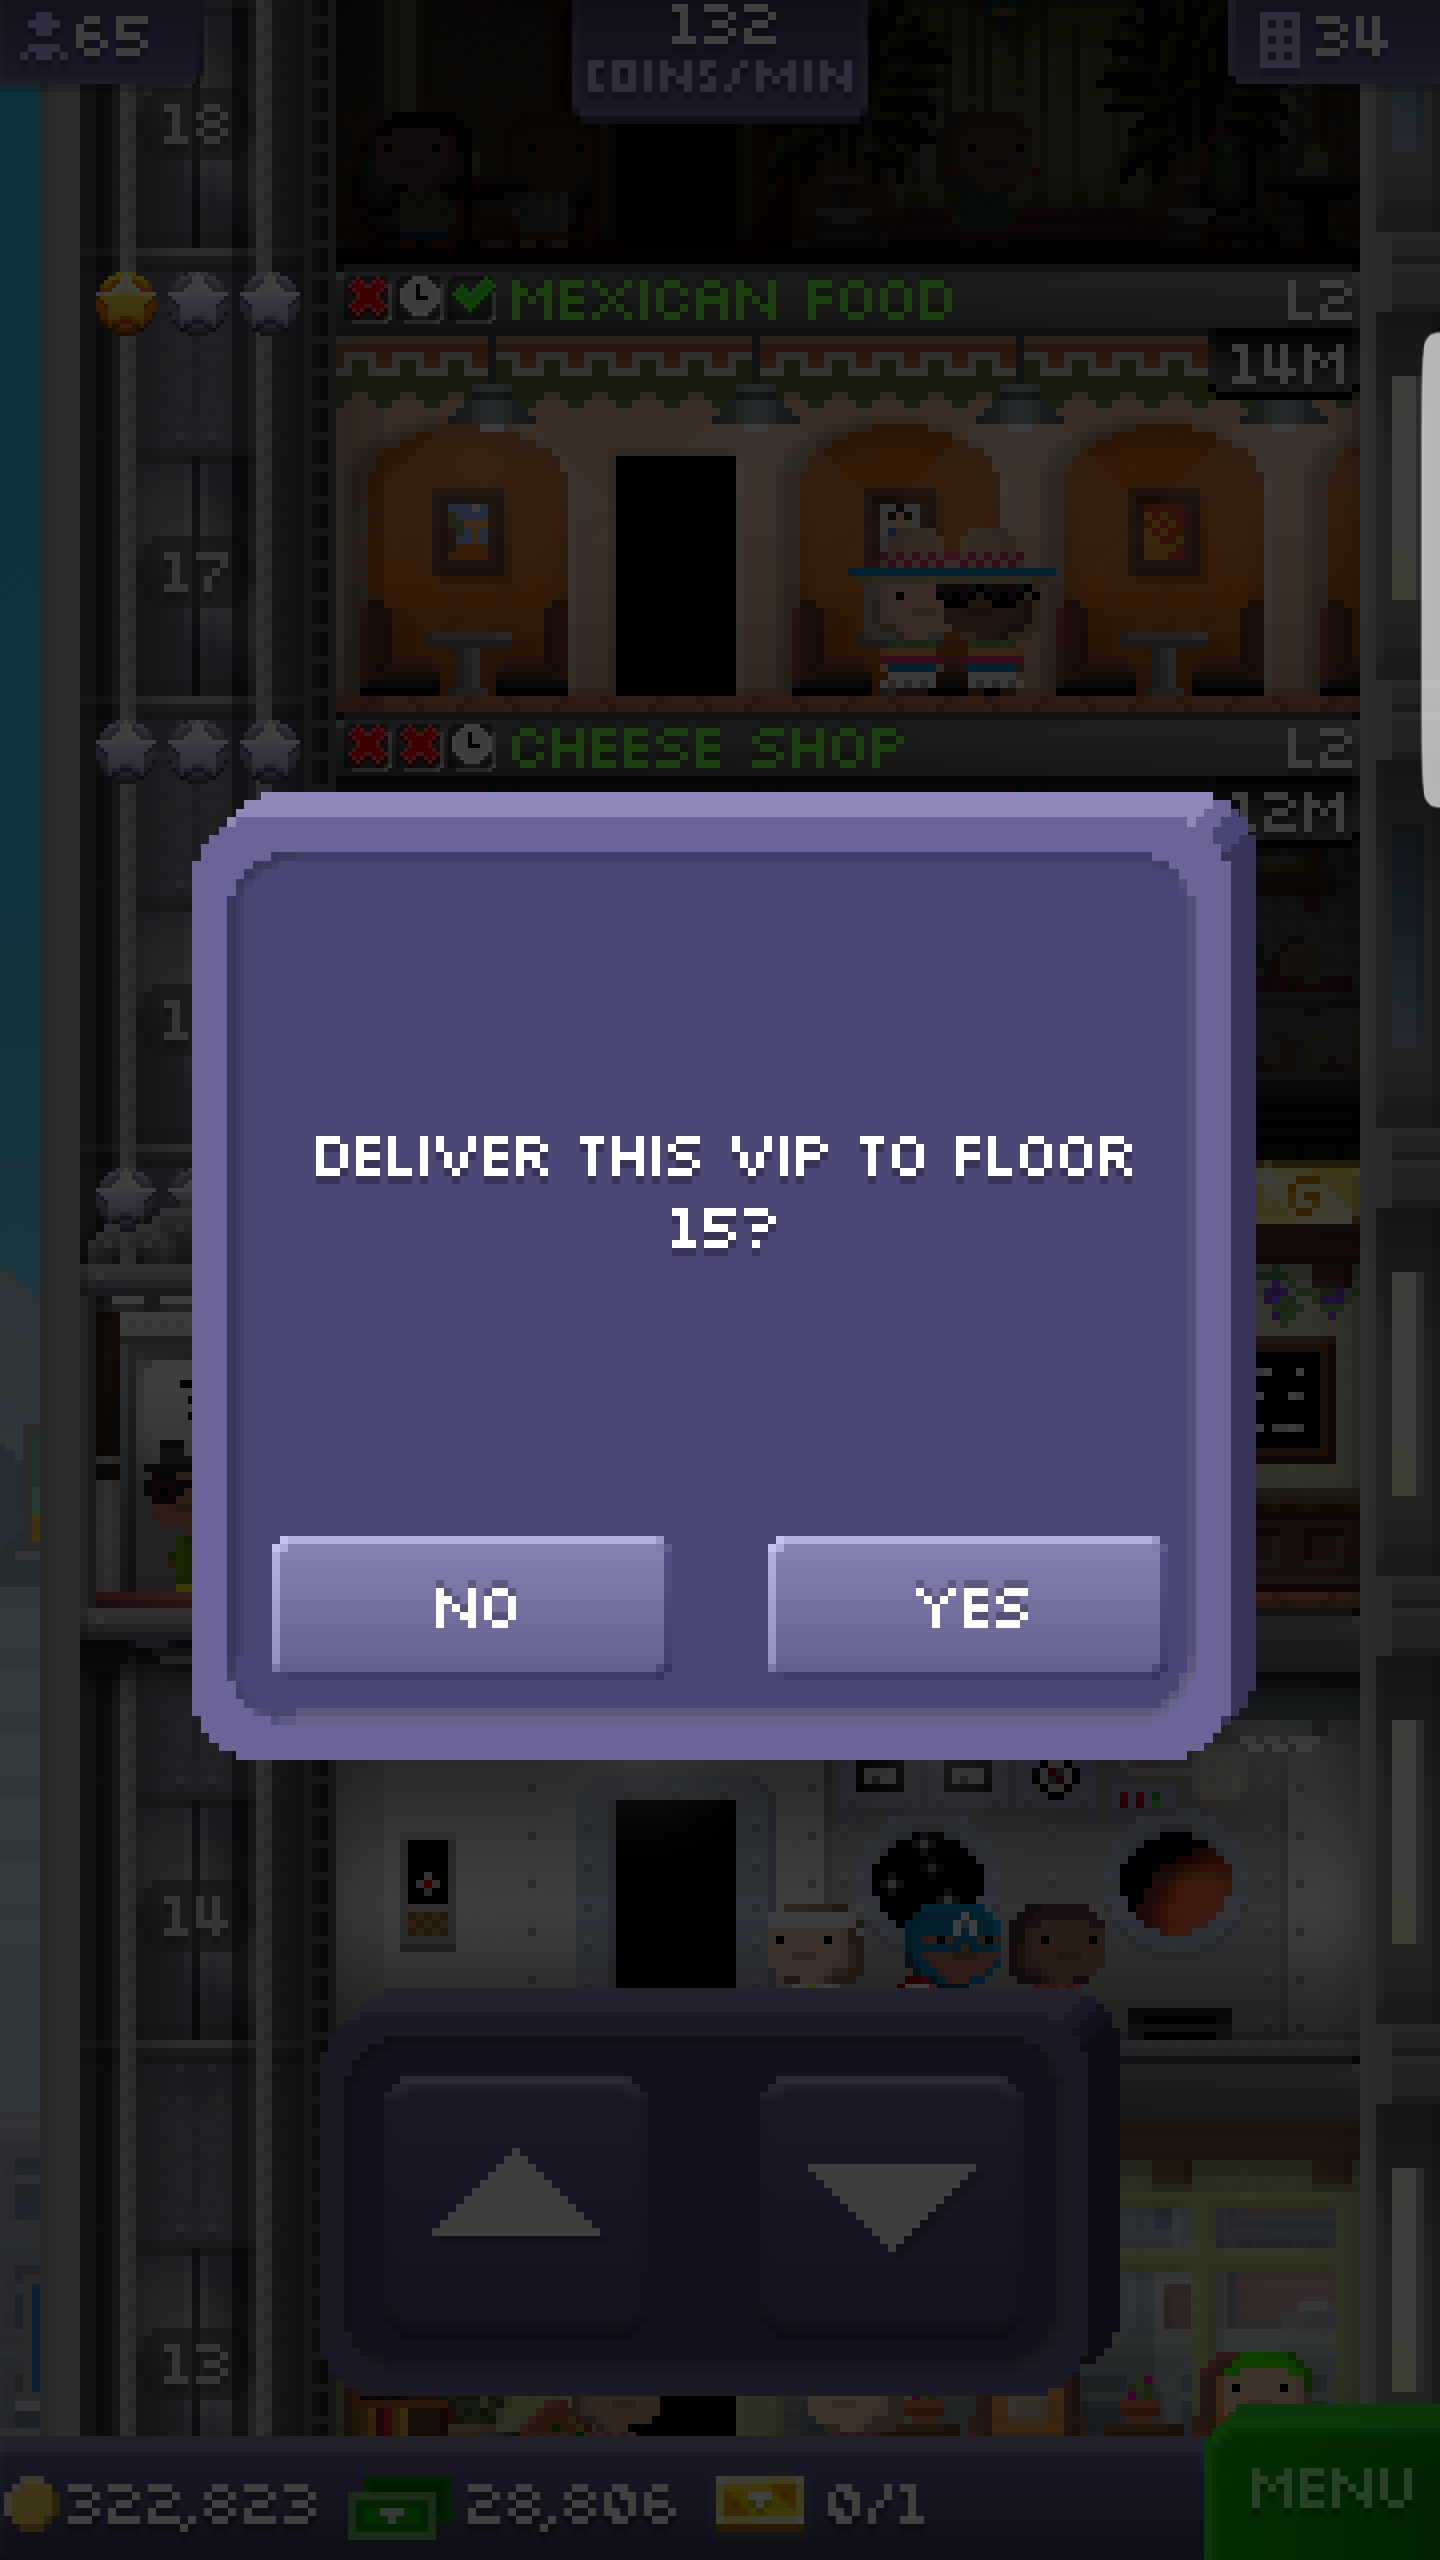 65
132
COINS/MIN
34
18
MEXICAN FOOD L2
14M
17
CHEESE SHOP L2
12M
1
G
DELIVER THIS VIP TO FLOOR
15?
NO YES
14
13
322,823 28,806 0/1 MENU